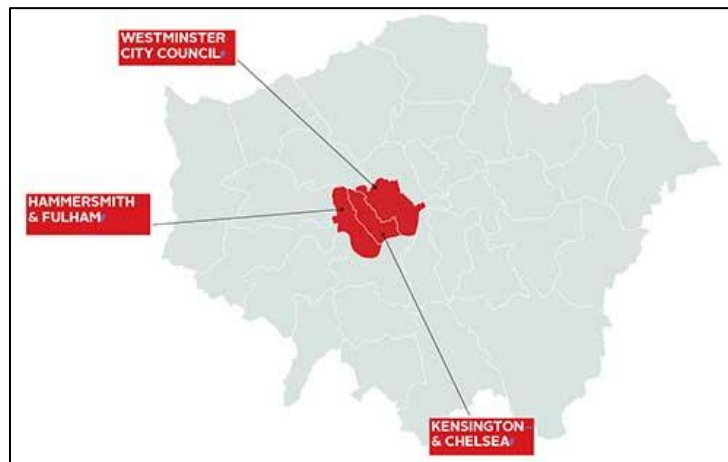 WESTMINSTER
CITY COUNCIL
HAMMERSMITH
& FULHAM
KENSINGTON
& CHELSEA